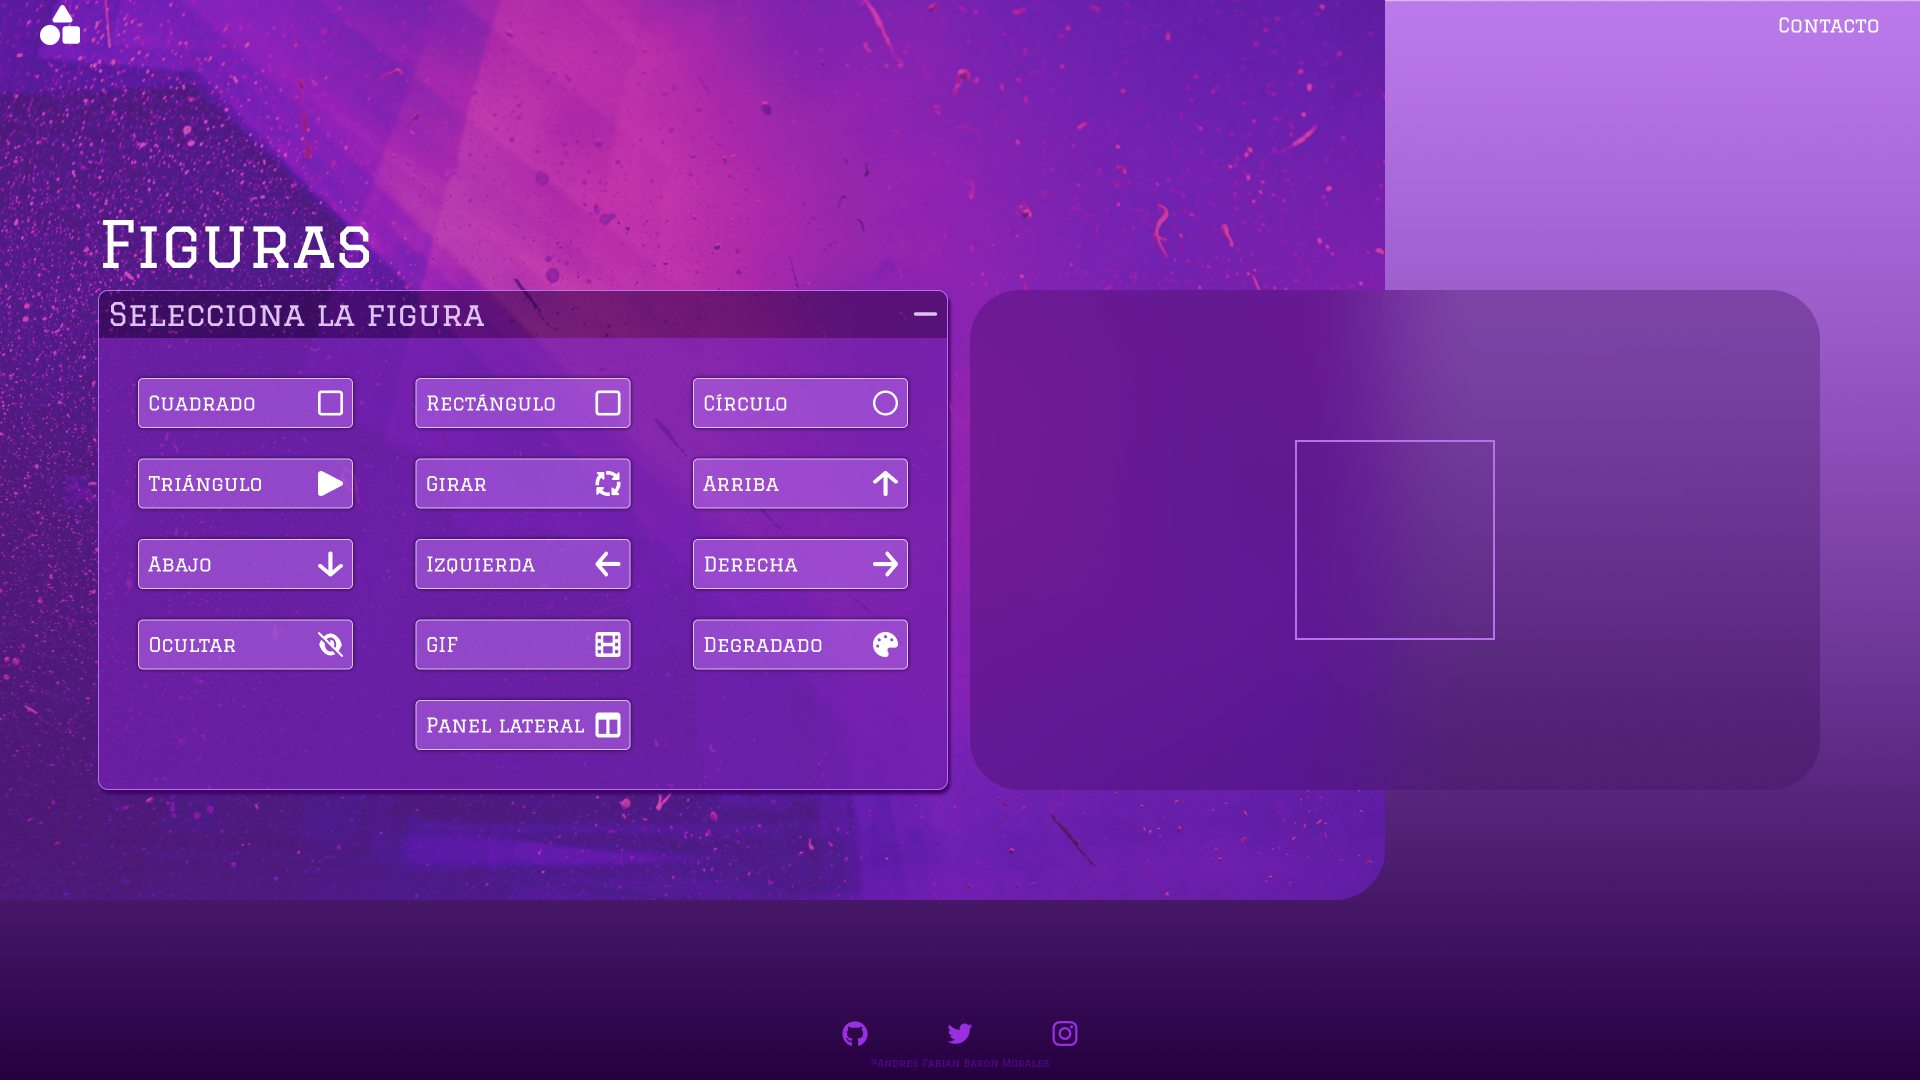 Contacto
Figuras
Selecciona la figura
Cuadrado
Rectángulo
Círculo
Triángulo
Girar
Arriba
Abajo
Izquierda
Derecha
Ocultar
GIF
Degradado
Panel lateral
©Andres Fabian Baron Morales